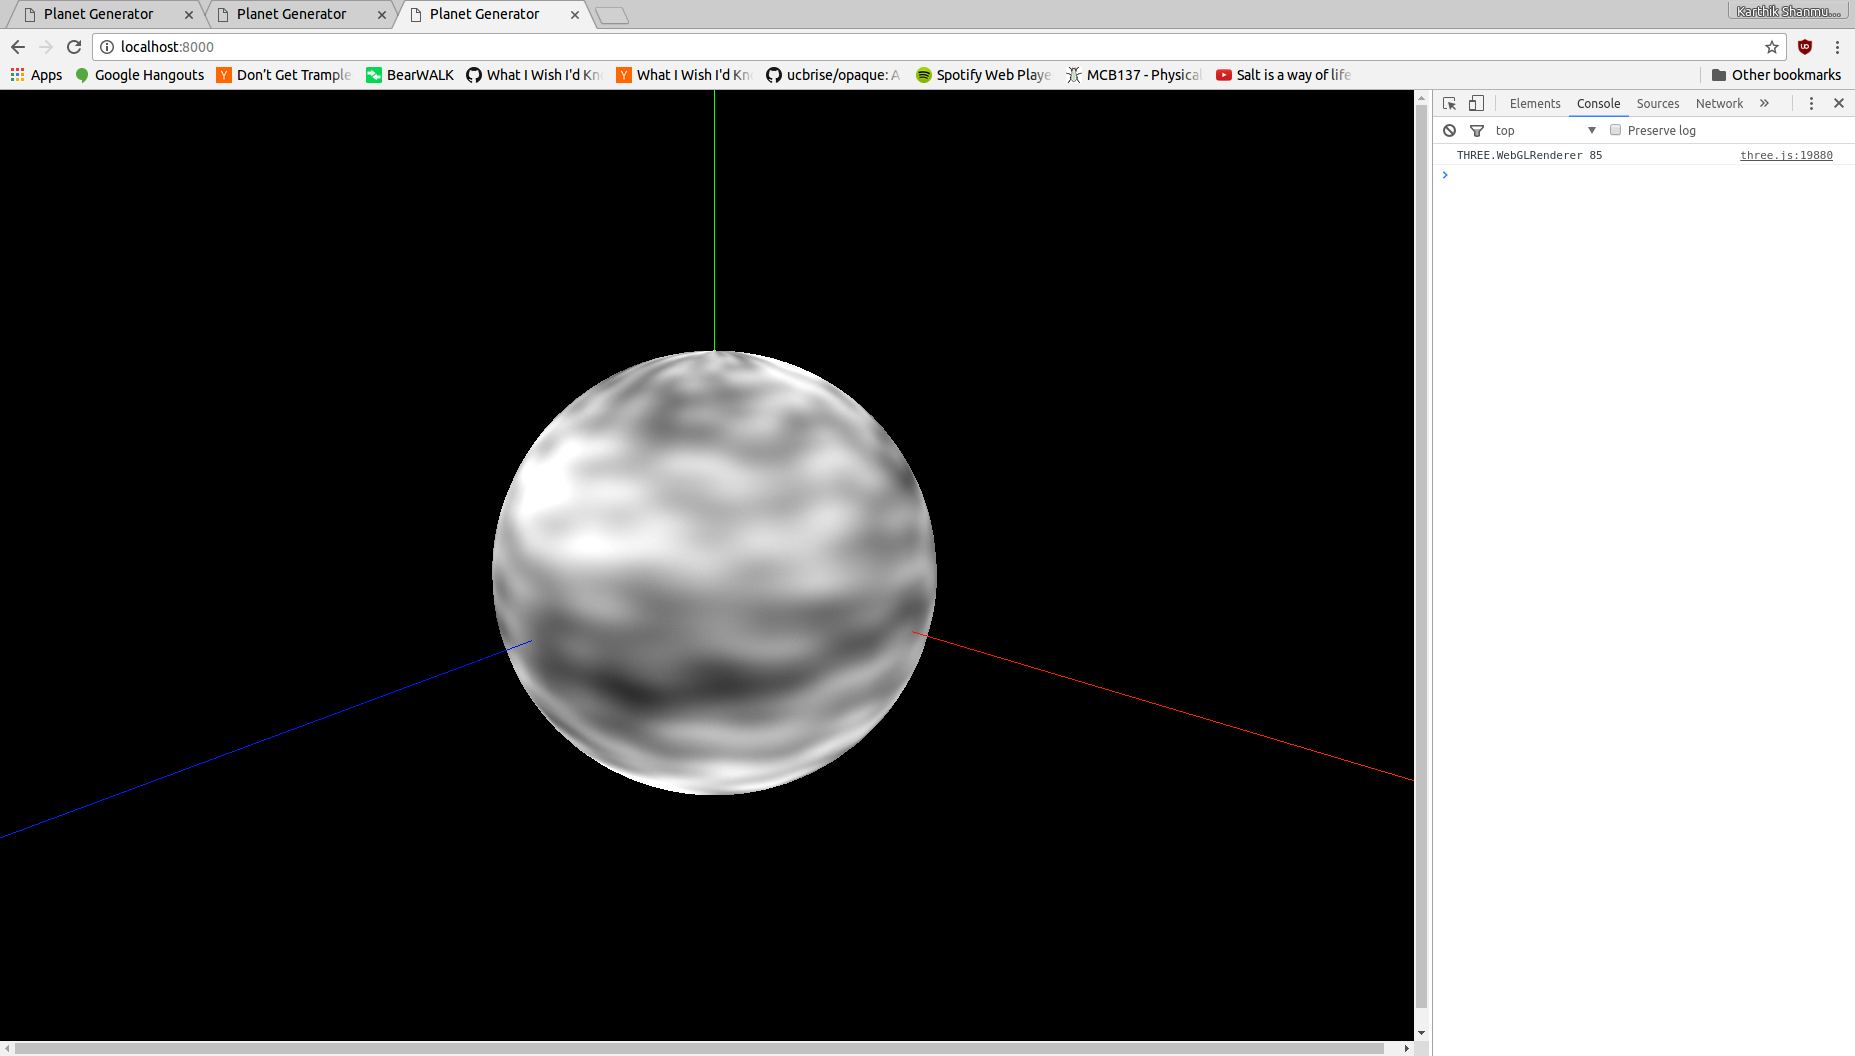 Planet Generator Planet Generator Planet Generator Karthik Shanmu...
localhost:8000
Apps Google Hangouts Don't Get Trample BearWALK What I Wish I'd Kn What I Wish I'd Kn ucbrise/opaque: A Spotify Web Playe MCB137 - Physical Salt is a way of life Other bookmarks
Elements Console Sources Network
top Preserve log
THREE.WebGLRenderer 85 three.js:19880